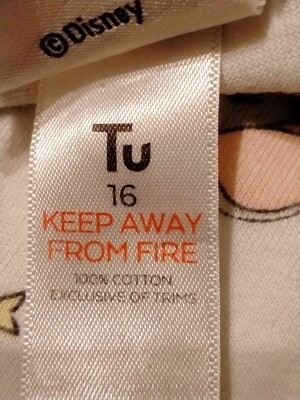 ©Disney
Tu
16
KEEP AWAY
FROM FIRE
100% COTTON
EXCLUSIVE OF TRIMS